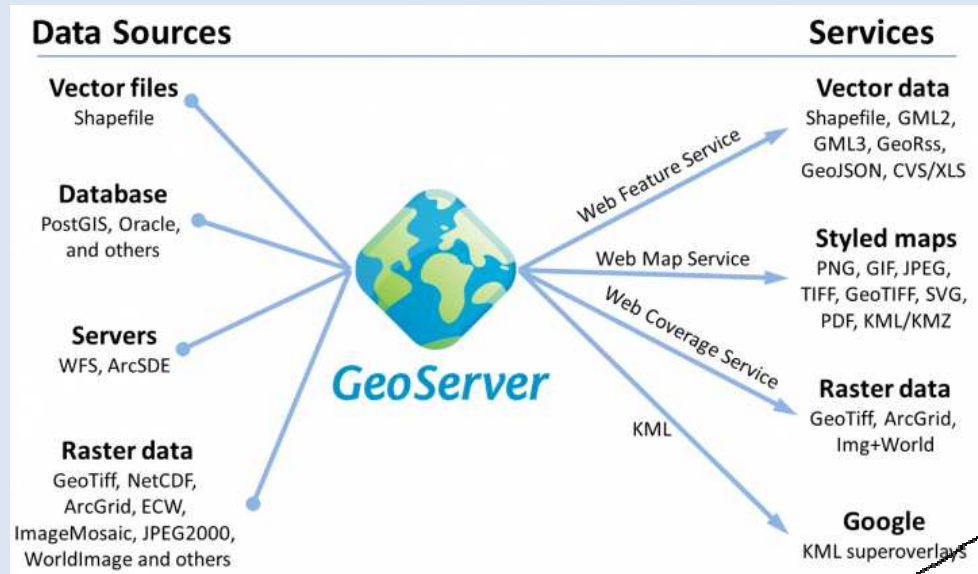 Data Sources
Services
Vector files
Shapefile
Database
PostGIS, Oracle,
and others
Servers
WFS, ArcSDE
Raster data
GeoTiff, NetCDF,
ArcGrid, ECW,
ImageMosaic, JPEG2000,
WorldImage and others
GeoServer
Web Feature Service
Web Map Service
Web Coverage Service
KML
Vector data
Shapefile, GML2,
GML3, GeoRss,
GeoJSON, CVS/XLS
Styled maps
PNG, GIF, JPEG,
TIFF, GeoTIFF, SVG,
PDF, KML/KMZ
Raster data
GeoTiff, ArcGrid,
Img+World
Google
KML superoverlays